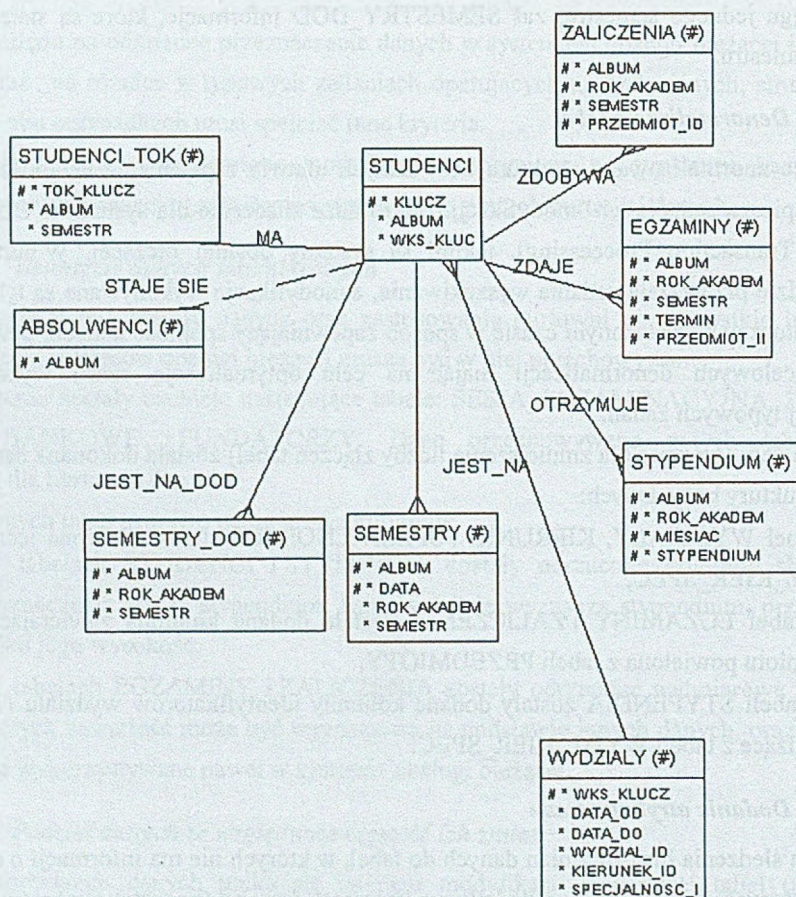 ZALICZENIA (#)
# * ALBUM
# * ROK_AKADEM
# * SEMESTR
# * PRZEDMIOT_ID
STUDENCI_TOK (#)
# * TOK_KLUCZ
* ALBUM
* SEMESTR
STUDENCI
# * KLUCZ
* ALBUM
* WKS_KLUC
ZDOBYWA
EGZAMINY (#)
# * ALBUM
# * ROK_AKADEM
# * SEMESTR
# * TERMIN
# * PRZEDMIOT_II
MA
ZDAJE
STAJE_SIE
ABSOLWENCI (#)
# * ALBUM
OTRZYMUJE
STYPENDIUM (#)
# * ALBUM
# * ROK_AKADEM
# * MIESIAC
# * STYPENDIUM
JEST_NA
JEST_NA_DOD
SEMESTRY_DOD (#)
# * ALBUM
# * ROK_AKADEM
# * SEMESTR
SEMESTRY (#)
# * ALBUM
# * DATA
* ROK_AKADEM
* SEMESTR
WYDZIALY (#)
# * WKS_KLUCZ
* DATA_OD
* DATA_DO
* WYDZIAL_ID
* KIERUNEK_ID
* SPECJALNOSC_I